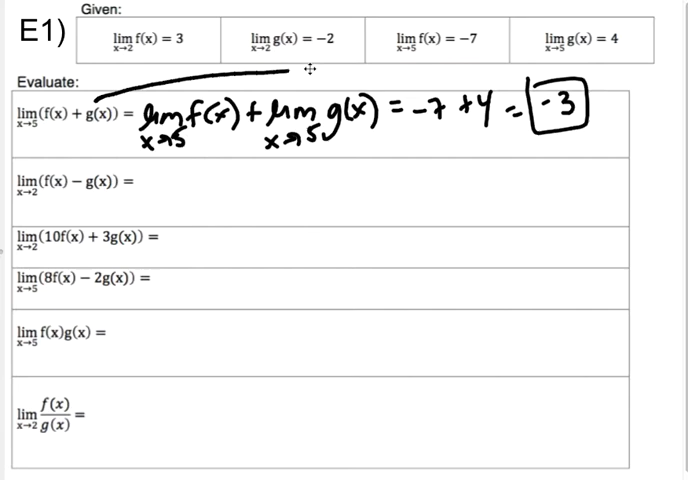 Given:
E1)
lim x→2 f(x) = 3
lim x→2 g(x) = −2
lim x→5 f(x) = −7
lim x→5 g(x) = 4
Evaluate:
lim x→5 (f(x) + g(x)) = lim x→5 f(x) + lim x→5 g(x) = -7 + 4 = -3
lim x→2 (f(x) − g(x)) =
lim x→2 (10f(x) + 3g(x)) =
lim x→5 (8f(x) − 2g(x)) =
lim x→5 f(x)g(x) =
lim x→2 f(x)/g(x) =